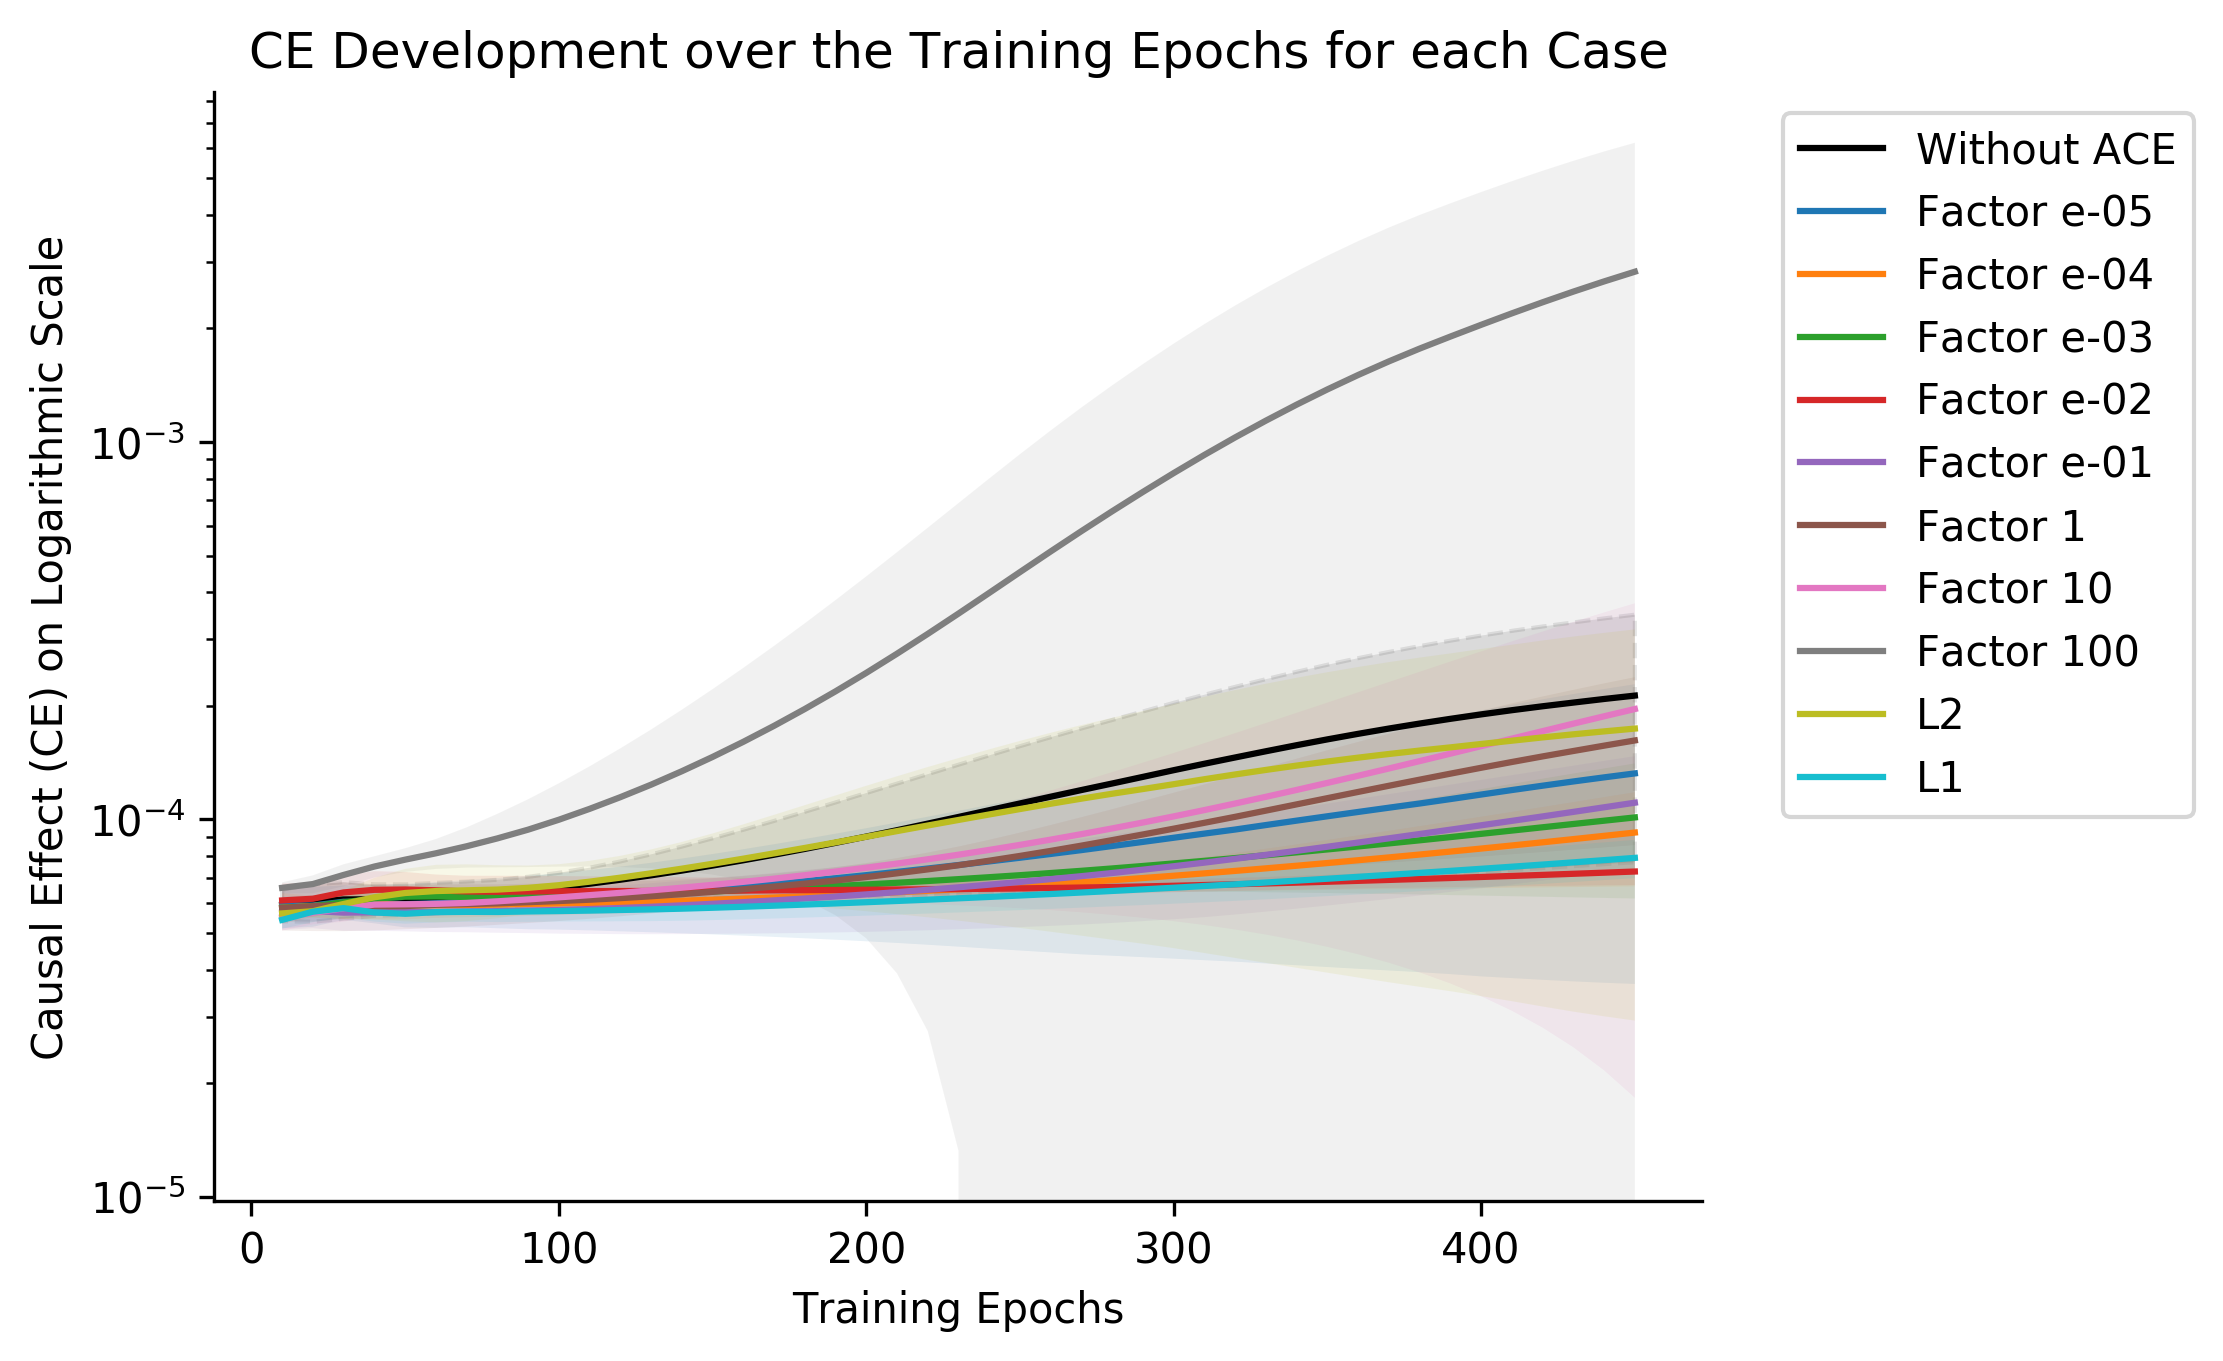 CE Development over the Training Epochs for each Case
Causal Effect (CE) on Logarithmic Scale
10⁻³
10⁻⁴
10⁻⁵
0 100 200 300 400
Training Epochs
Without ACE
Factor e-05
Factor e-04
Factor e-03
Factor e-02
Factor e-01
Factor 1
Factor 10
Factor 100
L2
L1